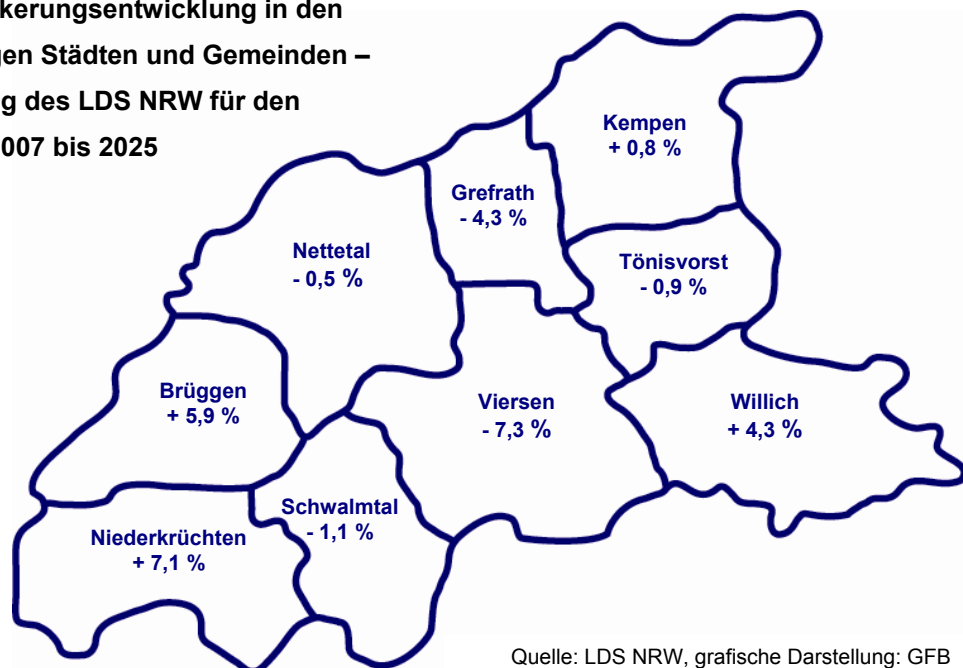 kerungsentwicklung in den
gen Städten und Gemeinden –
g des LDS NRW für den
007 bis 2025
Kempen
+ 0,8 %
Grefrath
- 4,3 %
Nettetal
- 0,5 %
Tönisvorst
- 0,9 %
Brüggen
+ 5,9 %
Viersen
- 7,3 %
Willich
+ 4,3 %
Schwalmtal
- 1,1 %
Niederkrüchten
+ 7,1 %
Quelle: LDS NRW, grafische Darstellung: GFB